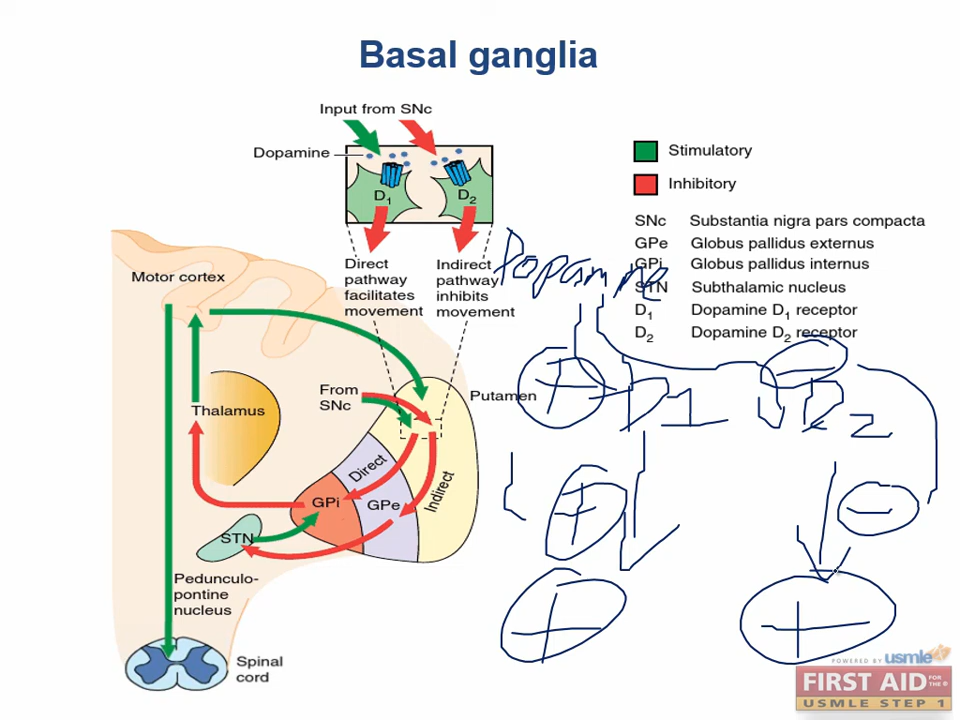 Basal ganglia
Input from SNc
Dopamine
D1
D2
Direct
pathway
facilitates
movement
Indirect
pathway
inhibits
movement
Stimulatory
Inhibitory
SNc Substantia nigra pars compacta
GPe Globus pallidus externus
GPi Globus pallidus internus
STN Subthalamic nucleus
D1 Dopamine D1 receptor
D2 Dopamine D2 receptor
Motor cortex
Thalamus
From
SNc
Putamen
Direct
Indirect
GPi
GPe
STN
Pedunculo-
pontine
nucleus
Spinal
cord
Dopamine
+ D1
- D2
+ -
+ +
POWERED BY usmle
FIRST AID FOR THE®
USMLE STEP 1